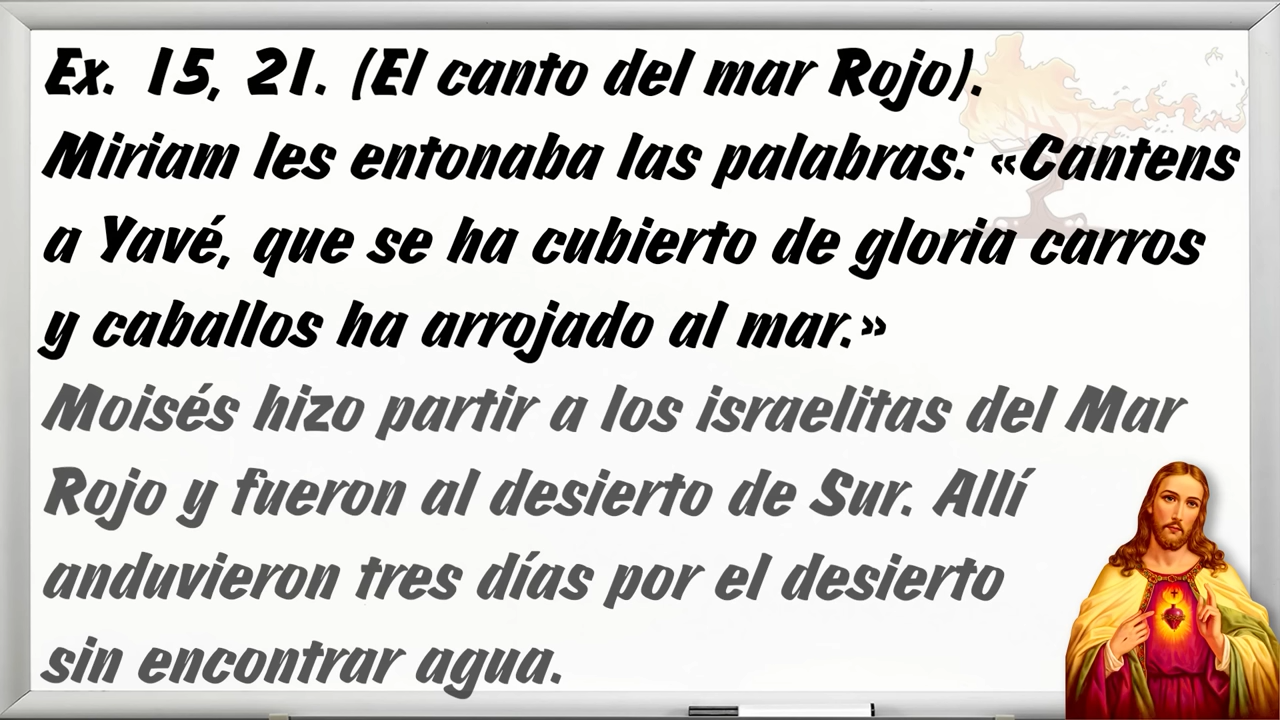 Ex. 15, 21. (El canto del mar Rojo).
Miriam les entonaba las palabras: «Cantens
a Yavé, que se ha cubierto de gloria carros
y caballos ha arrojado al mar.»
Moisés hizo partir a los israelitas del Mar
Rojo y fueron al desierto de Sur. Allí
anduvieron tres días por el desierto
sin encontrar agua.